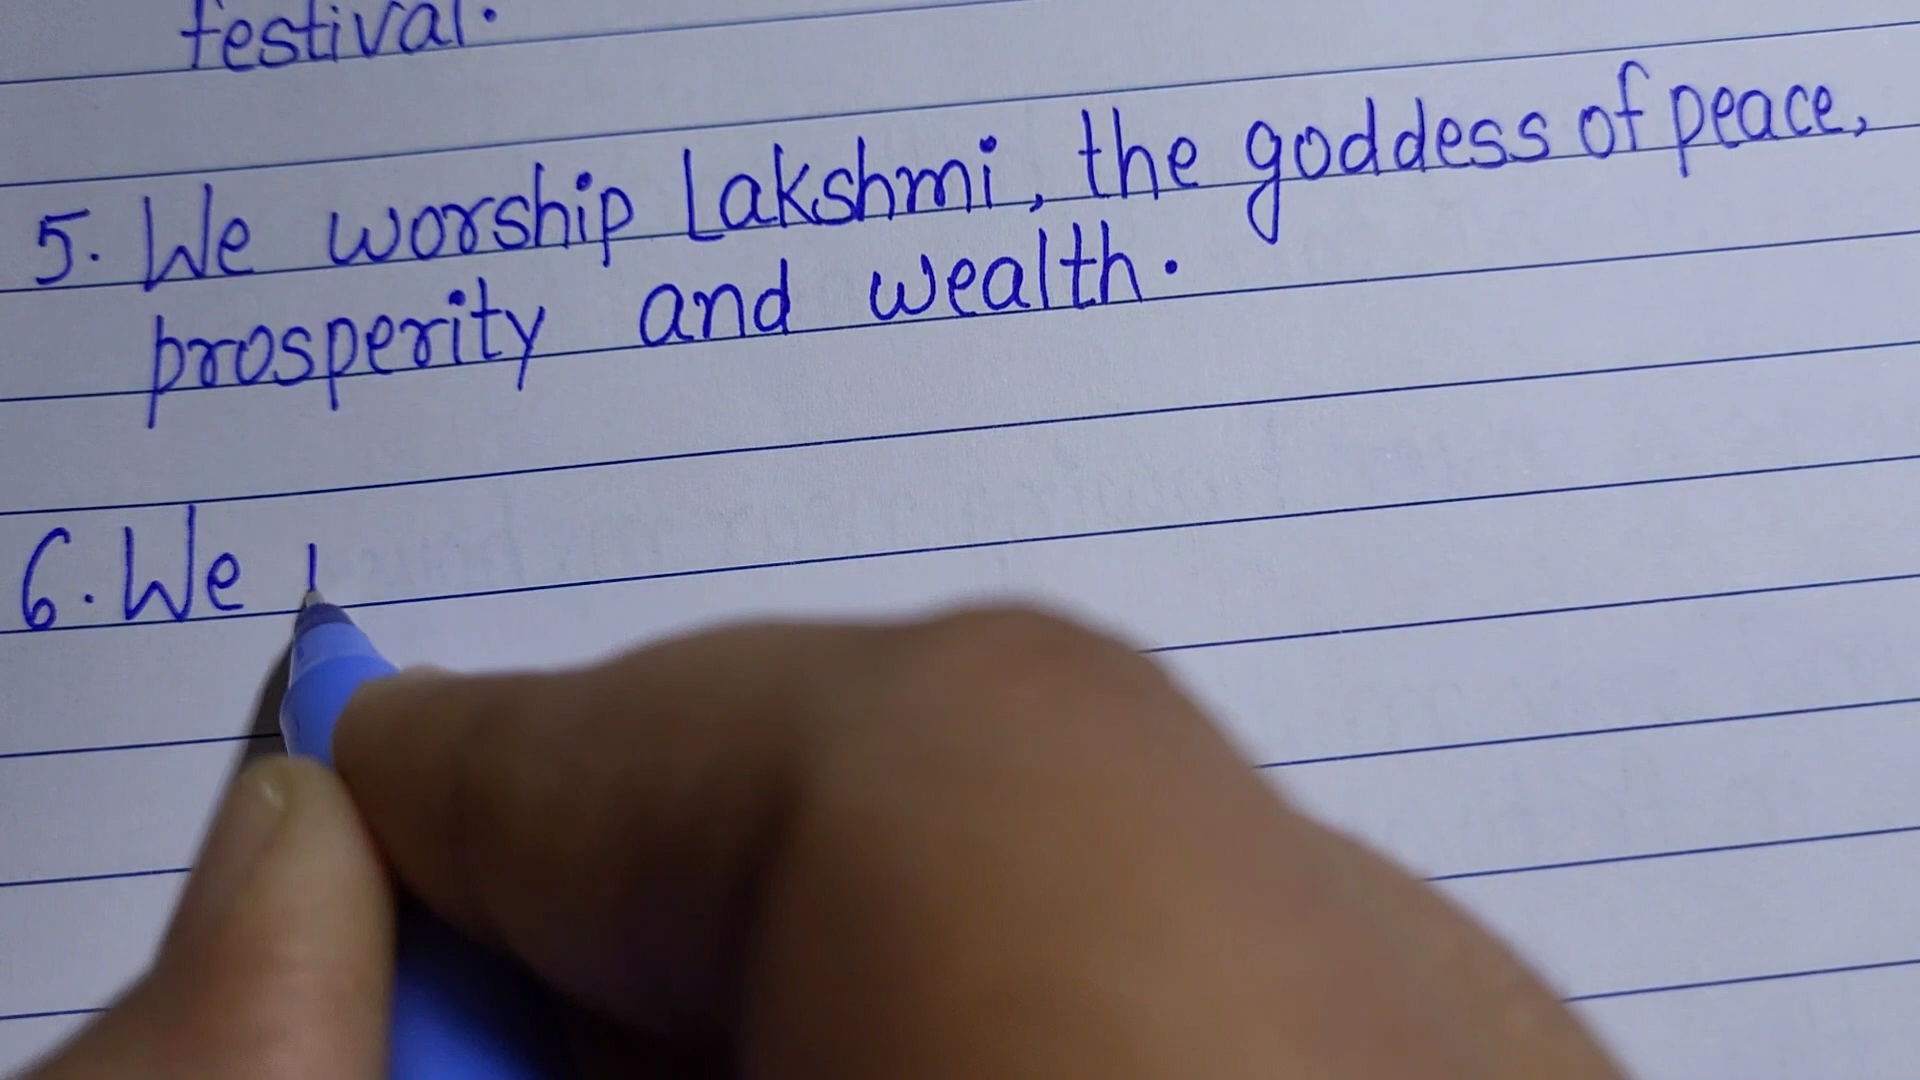 festival.
5. We worship Lakshmi, the goddess of peace,
prosperity and wealth.
6. We